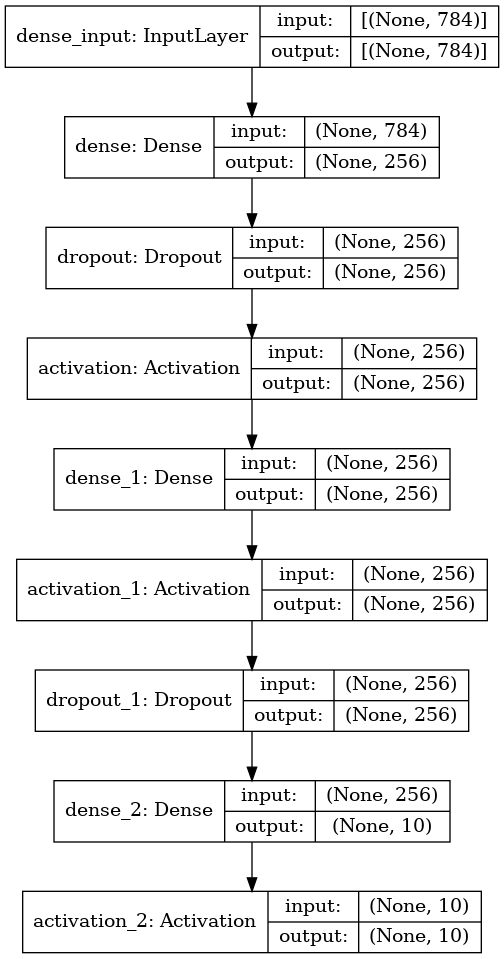 dense_input: InputLayer
input: [(None, 784)]
output: [(None, 784)]
dense: Dense
input: (None, 784)
output: (None, 256)
dropout: Dropout
input: (None, 256)
output: (None, 256)
activation: Activation
input: (None, 256)
output: (None, 256)
dense_1: Dense
input: (None, 256)
output: (None, 256)
activation_1: Activation
input: (None, 256)
output: (None, 256)
dropout_1: Dropout
input: (None, 256)
output: (None, 256)
dense_2: Dense
input: (None, 256)
output: (None, 10)
activation_2: Activation
input: (None, 10)
output: (None, 10)